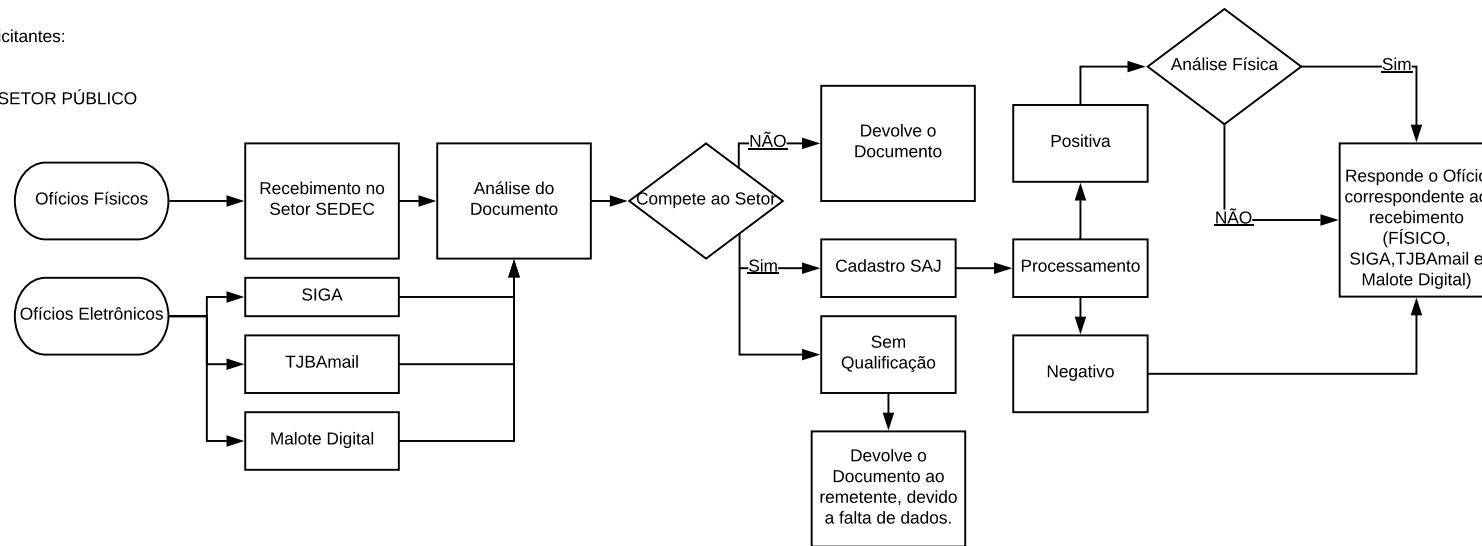 icitantes:
SETOR PÚBLICO
Ofícios Físicos
Recebimento no
Setor SEDEC
Análise do
Documento
Compete ao Setor
NÃO
Devolve o
Documento
Sim
Cadastro SAJ
Sem
Qualificação
Devolve o
Documento ao
remetente, devido
a falta de dados.
Ofícios Eletrônicos
SIGA
TJBAmail
Malote Digital
Processamento
Positiva
Negativo
Análise Física
Sim
NÃO
Responde o Ofício
correspondente ao
recebimento
(FÍSICO,
SIGA,TJBAmail e
Malote Digital)